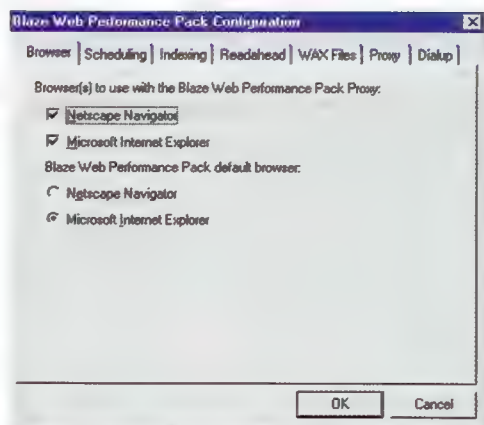 Blaze Web Performance Pack Configuration
Browser Scheduling Indexing Readahead WAX Files Proxy Dialup
Browser(s) to use with the Blaze Web Performance Pack Proxy:
Netscape Navigator
Microsoft Internet Explorer
Blaze Web Performance Pack default browser:
Netscape Navigator
Microsoft Internet Explorer
OK Cancel